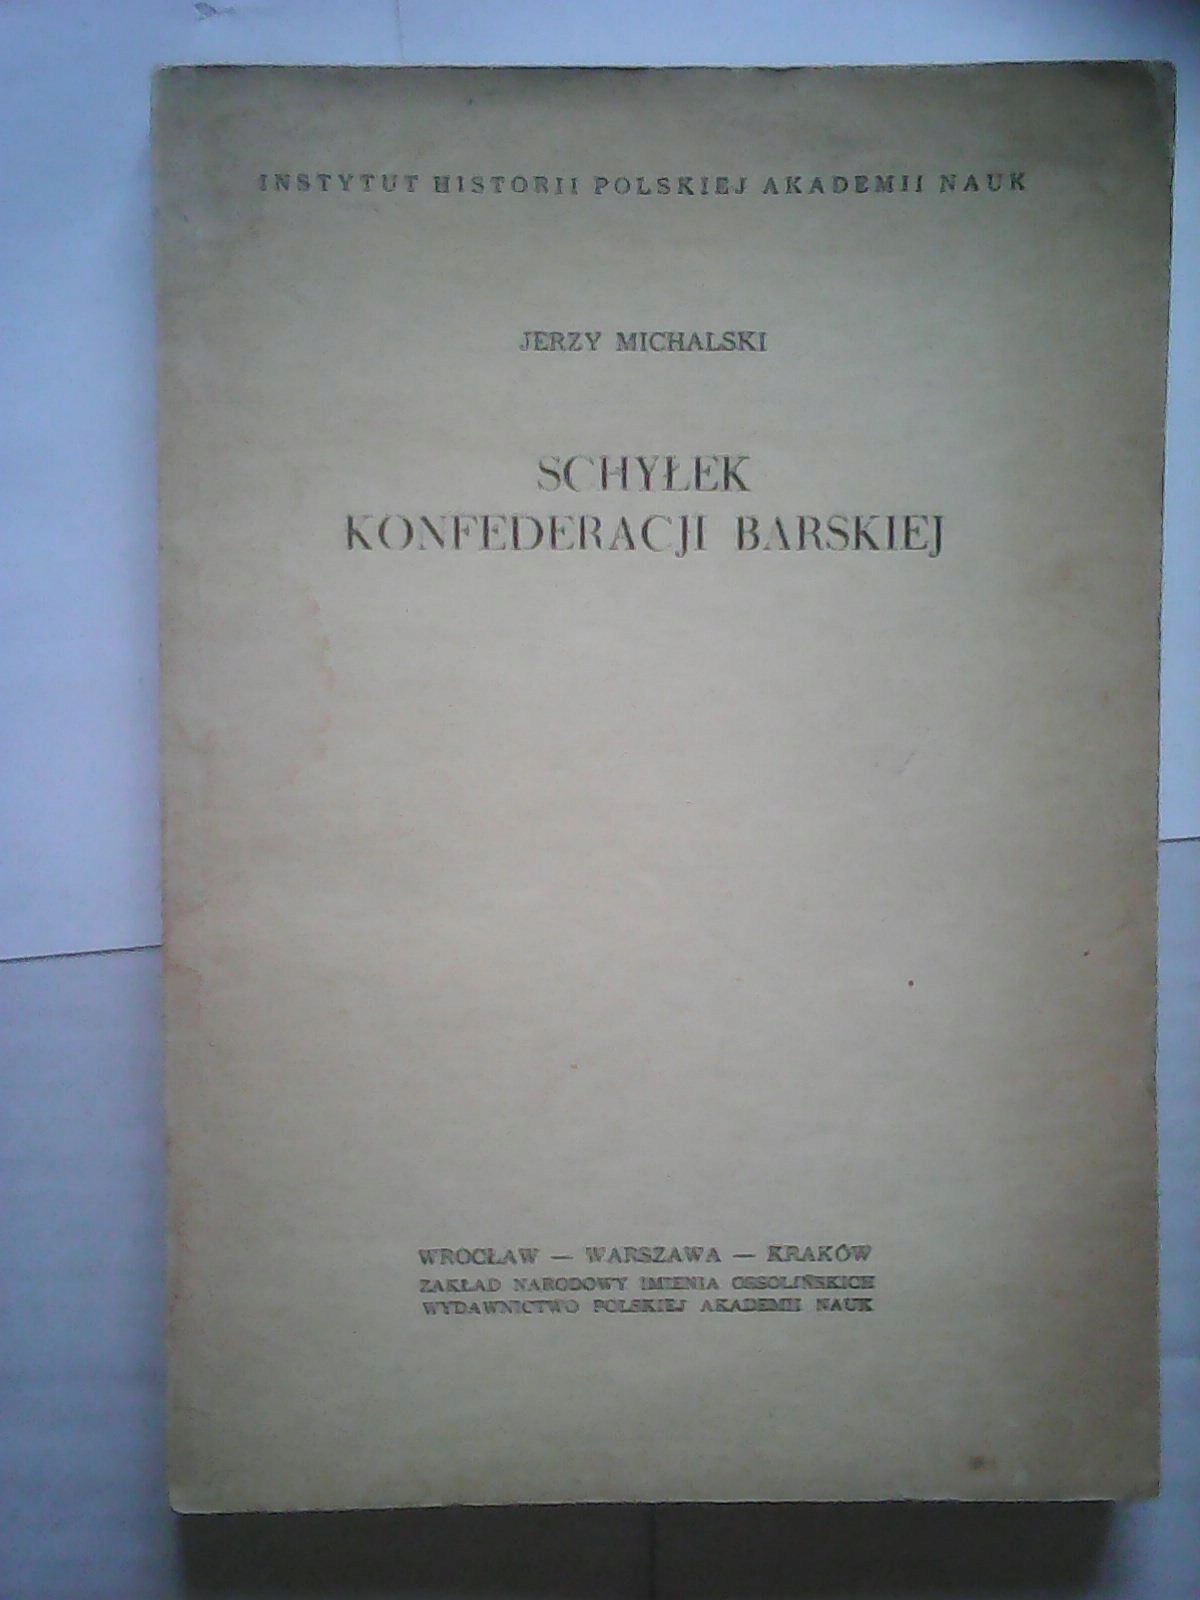 INSTYTUT HISTORII POLSKIEJ AKADEMII NAUK
JERZY MICHALSKI
SCHYŁEK
KONFEDERACJI BARSKIEJ
WROCŁAW — WARSZAWA — KRAKÓW
ZAKŁAD NARODOWY IMIENIA OSSOLIŃSKICH
WYDAWNICTWO POLSKIEJ AKADEMII NAUK